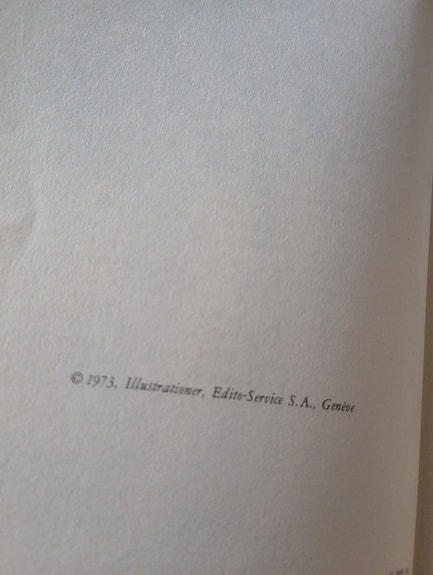 © 1973, Illustrationer, Edito-Service S.A., Genève